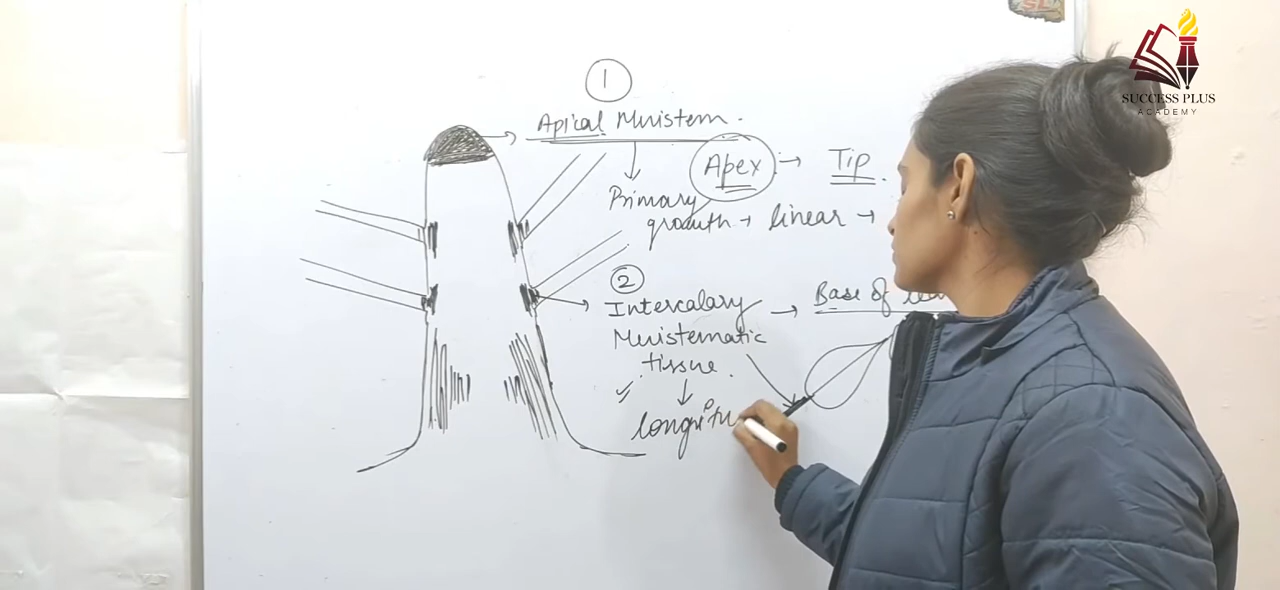 SUCCESS PLUS
ACADEMY
1
Apical Meristem.
Apex → Tip.
Primary
growth → linear →
2
Intercalary → Base of
Meristematic
tissue.
longitu